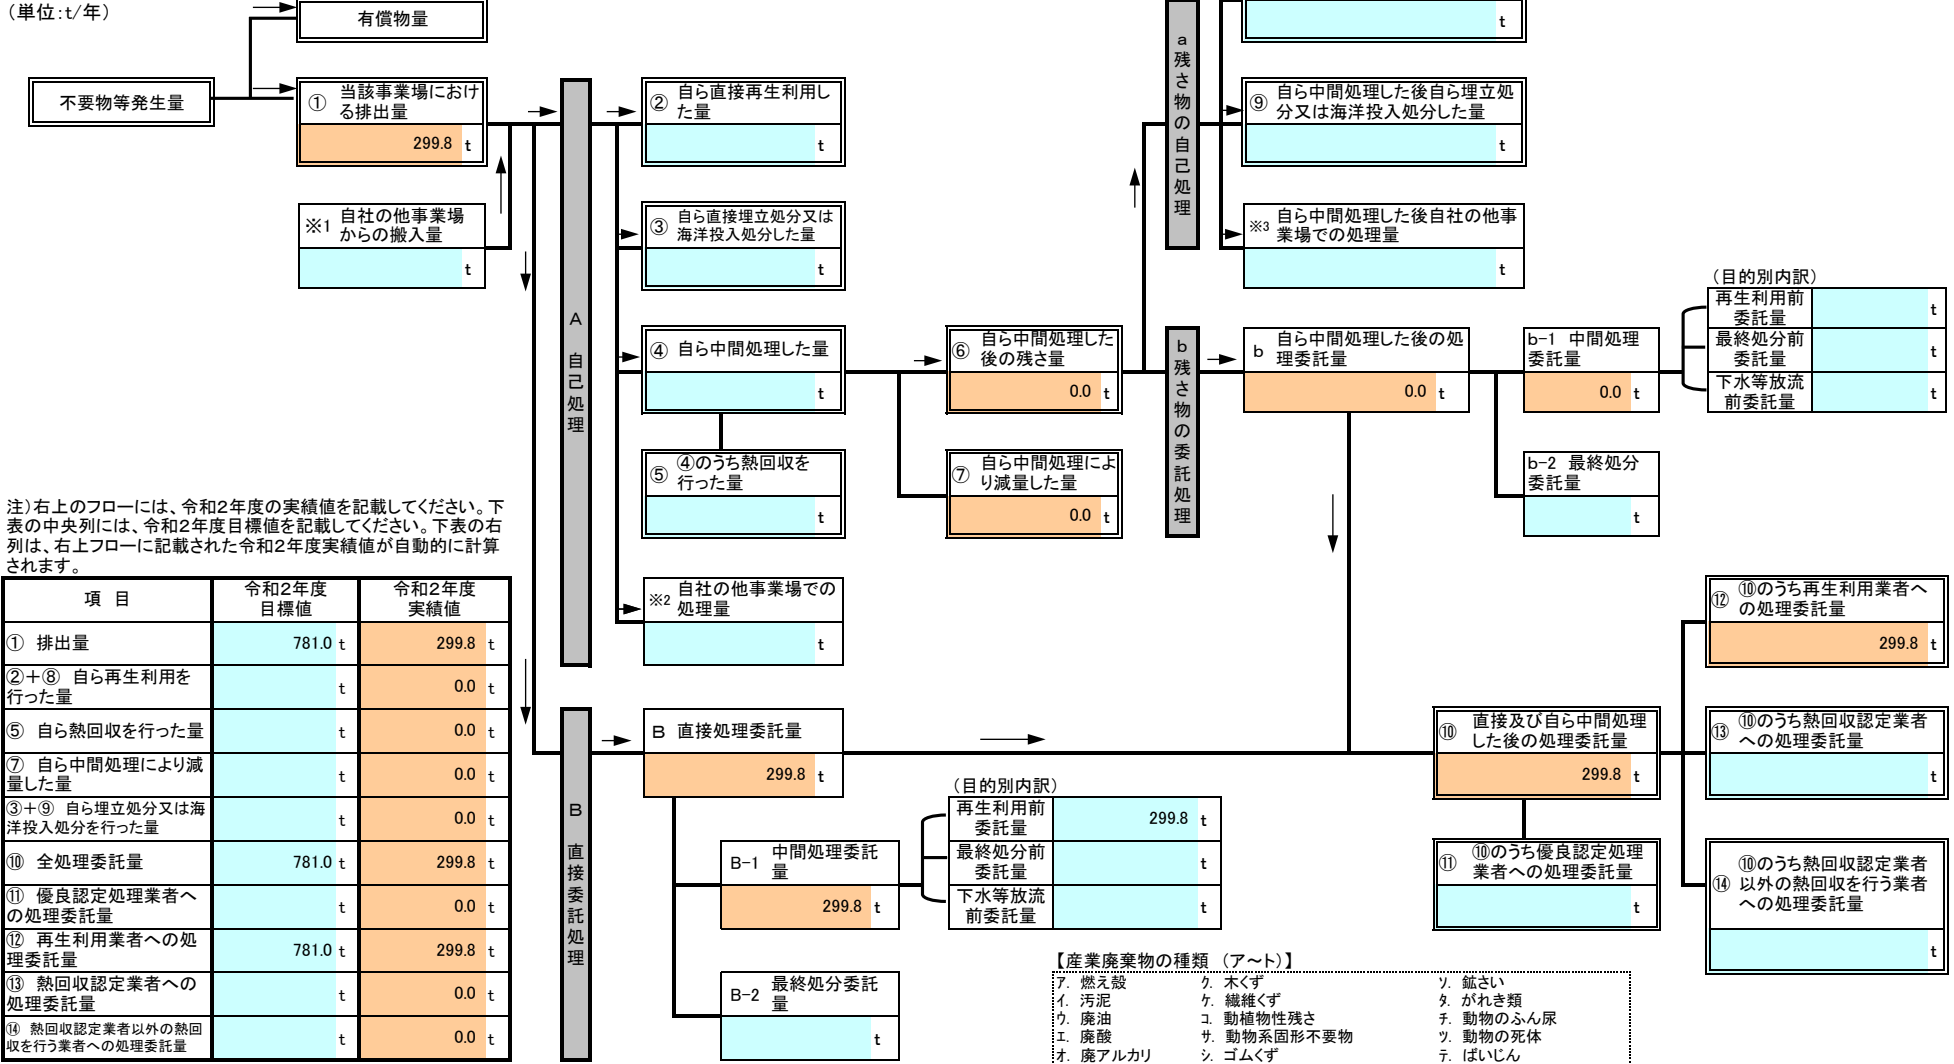 (単位:t/年)
有償物量
不要物等発生量
① 当該事業場におけ
る排出量
299.8 t
※1 自社の他事業場
からの搬入量
t
A 自己処理
② 自ら直接再生利用し
た量
t
③ 自ら直接埋立処分又は
海洋投入処分した量
t
④ 自ら中間処理した量
t
⑤ ④のうち熱回収を
行った量
t
※2 自社の他事業場での
処理量
t
⑥ 自ら中間処理した
後の残さ量
0.0 t
⑦ 自ら中間処理によ
り減量した量
0.0 t
a 残さ物の自己処理
t
⑨ 自ら中間処理した後自ら埋立処
分又は海洋投入処分した量
t
※3 自ら中間処理した後自社の他事
業場での処理量
t
b 残さ物の委託処理
b 自ら中間処理した後の処
理委託量
0.0 t
b-1 中間処理
委託量
0.0 t
b-2 最終処分
委託量
t
(目的別内訳)
再生利用前
委託量
t
最終処分前
委託量
t
下水等放流
前委託量
t
注)右上のフローには、令和2年度の実績値を記載してください。下
表の中央列には、令和2年度目標値を記載してください。下表の右
列は、右上フローに記載された令和2年度実績値が自動的に計算
されます。
項 目 令和2年度
目標値 令和2年度
実績値
① 排出量 781.0 t 299.8 t
②+⑧ 自ら再生利用を
行った量 t 0.0 t
⑤ 自ら熱回収を行った量 t 0.0 t
⑦ 自ら中間処理により減
量した量 t 0.0 t
③+⑨ 自ら埋立処分又は海
洋投入処分を行った量 t 0.0 t
⑩ 全処理委託量 781.0 t 299.8 t
⑪ 優良認定処理業者へ
の処理委託量 t 0.0 t
⑫ 再生利用業者への処
理委託量 781.0 t 299.8 t
⑬ 熱回収認定業者への
処理委託量 t 0.0 t
⑭ 熱回収認定業者以外の熱回
収を行う業者への処理委託量 t 0.0 t
B 直接委託処理
B 直接処理委託量
299.8 t
B-1 中間処理委託
量
299.8 t
B-2 最終処分委託
量
t
(目的別内訳)
再生利用前
委託量
299.8 t
最終処分前
委託量
t
下水等放流
前委託量
t
⑩ 直接及び自ら中間処理
した後の処理委託量
299.8 t
⑪ ⑩のうち優良認定処理
業者への処理委託量
t
⑫ ⑩のうち再生利用業者へ
の処理委託量
299.8 t
⑬ ⑩のうち熱回収認定業者
への処理委託量
t
⑭ ⑩のうち熱回収認定業者
以外の熱回収を行う業者
への処理委託量
t
【産業廃棄物の種類 (ア~ト)】
ア. 燃え殻 ク. 木くず ソ. 鉱さい
イ. 汚泥 ケ. 繊維くず タ. がれき類
ウ. 廃油 コ. 動植物性残さ チ. 動物のふん尿
エ. 廃酸 サ. 動物系固形不要物 ツ. 動物の死体
オ. 廃アルカリ シ. ゴムくず テ. ばいじん